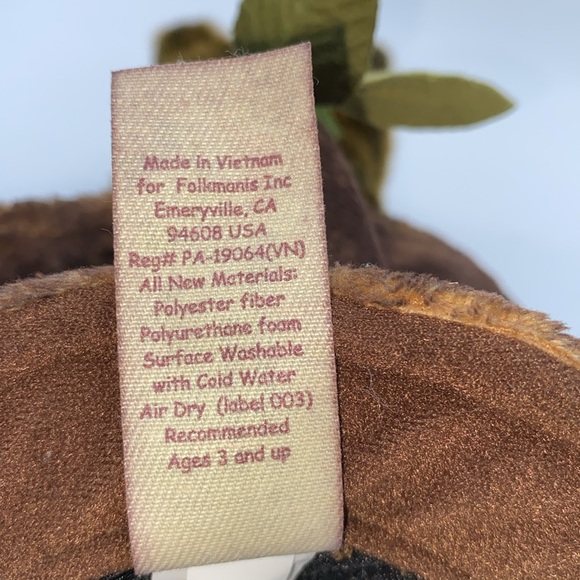 Made in Vietnam
for Folkmanis Inc
Emeryville, CA
94608 USA
Reg# PA-19064(VN)
All New Materials:
Polyester fiber
Polyurethane foam
Surface Washable
with Cold Water
Air Dry (label 003)
Recommended
Ages 3 and up